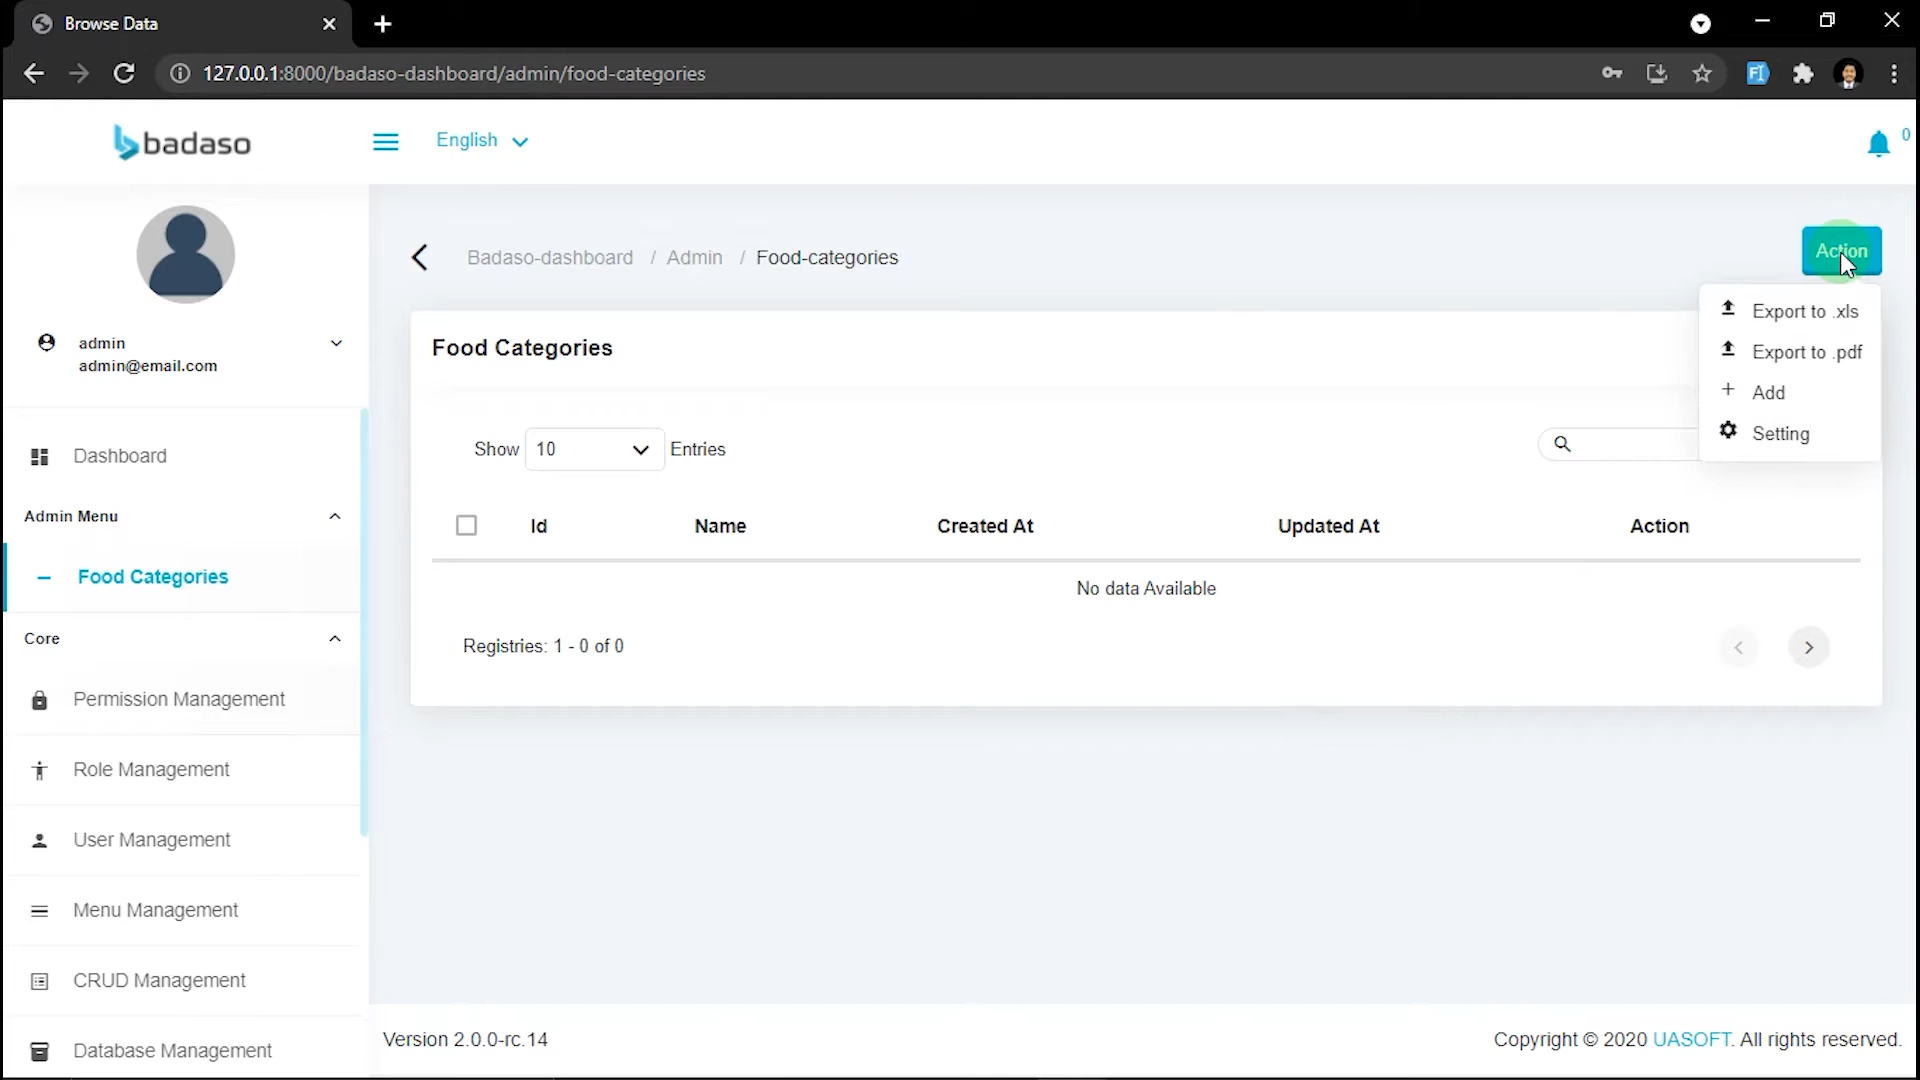 Browse Data
127.0.0.1:8000/badaso-dashboard/admin/food-categories
badaso
English
0
Badaso-dashboard / Admin / Food-categories
Action
Export to .xls
Export to .pdf
Add
Setting
admin
admin@email.com
Dashboard
Admin Menu
Food Categories
Core
Permission Management
Role Management
User Management
Menu Management
CRUD Management
Database Management
Food Categories
Show 10 Entries
Id Name Created At Updated At Action
No data Available
Registries: 1 - 0 of 0
Version 2.0.0-rc.14
Copyright © 2020 UASOFT. All rights reserved.